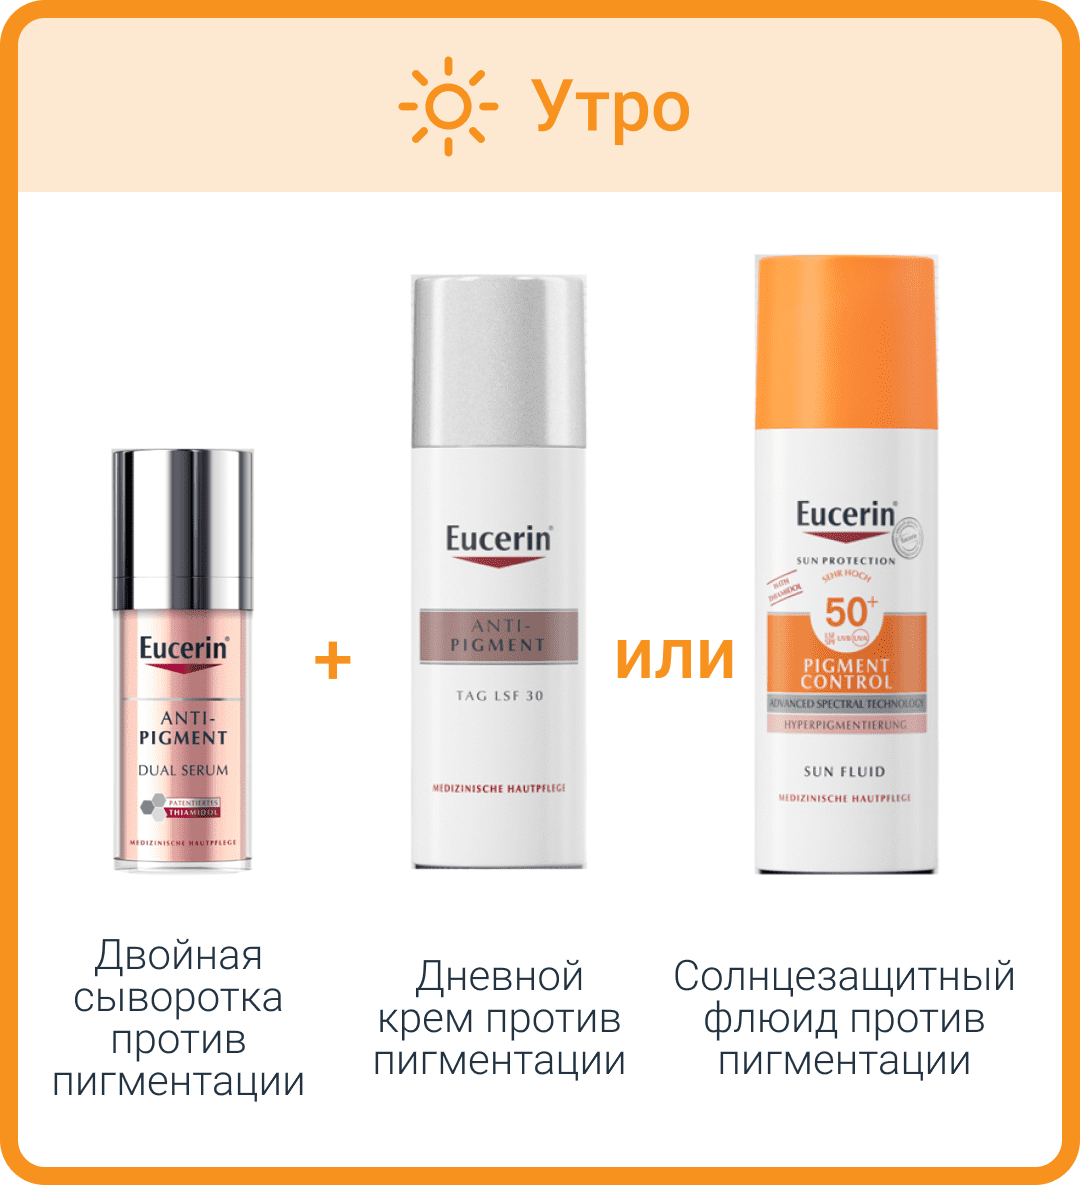 Утро
Eucerin
ANTI-
PIGMENT
DUAL SERUM
PATENTIERTES
THIAMIDOL
MEDIZINISCHE HAUTPFLEGE
+
Eucerin
ANTI-
PIGMENT
TAG LSF 30
MEDIZINISCHE HAUTPFLEGE
или
Eucerin
SUN PROTECTION
WITH
THIAMIDOL
SEHR HOCH
50+
UVB UVA
PIGMENT
CONTROL
ADVANCED SPECTRAL TECHNOLOGY
HYPERPIGMENTIERUNG
SUN FLUID
MEDIZINISCHE HAUTPFLEGE
Двойная
сыворотка
против
пигментации
Дневной
крем против
пигментации
Солнцезащитный
флюид против
пигментации